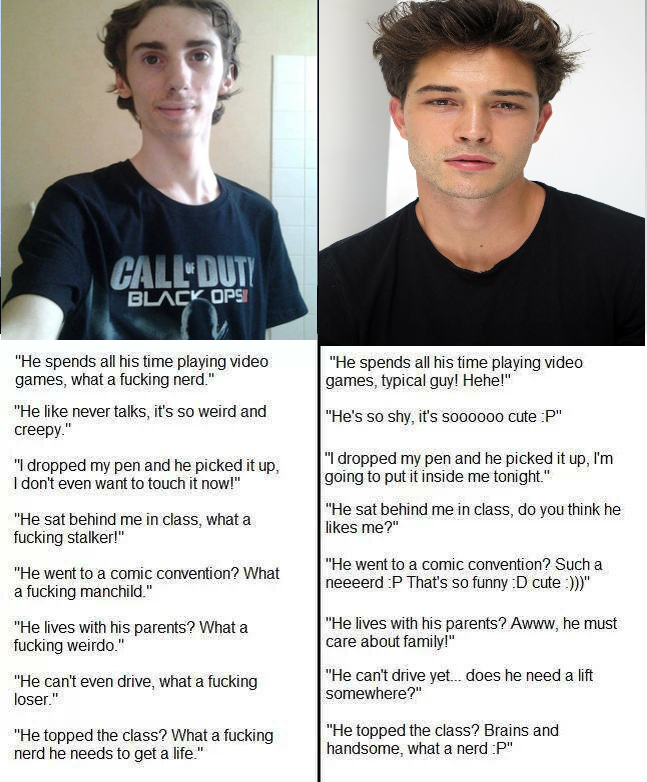 CALL OF DUTY
BLACK OPS II
"He spends all his time playing video
games, what a fucking nerd."
"He like never talks, it's so weird and
creepy."
"I dropped my pen and he picked it up,
I don't even want to touch it now!"
"He sat behind me in class, what a
fucking stalker!"
"He went to a comic convention? What
a fucking manchild."
"He lives with his parents? What a
fucking weirdo."
"He can't even drive, what a fucking
loser."
"He topped the class? What a fucking
nerd he needs to get a life."
"He spends all his time playing video
games, typical guy! Hehe!"
"He's so shy, it's soooooo cute :P"
"I dropped my pen and he picked it up, I'm
going to put it inside me tonight."
"He sat behind me in class, do you think he
likes me?"
"He went to a comic convention? Such a
neeeerd :P That's so funny :D cute :)))"
"He lives with his parents? Awww, he must
care about family!"
"He can't drive yet... does he need a lift
somewhere?"
"He topped the class? Brains and
handsome, what a nerd :P"